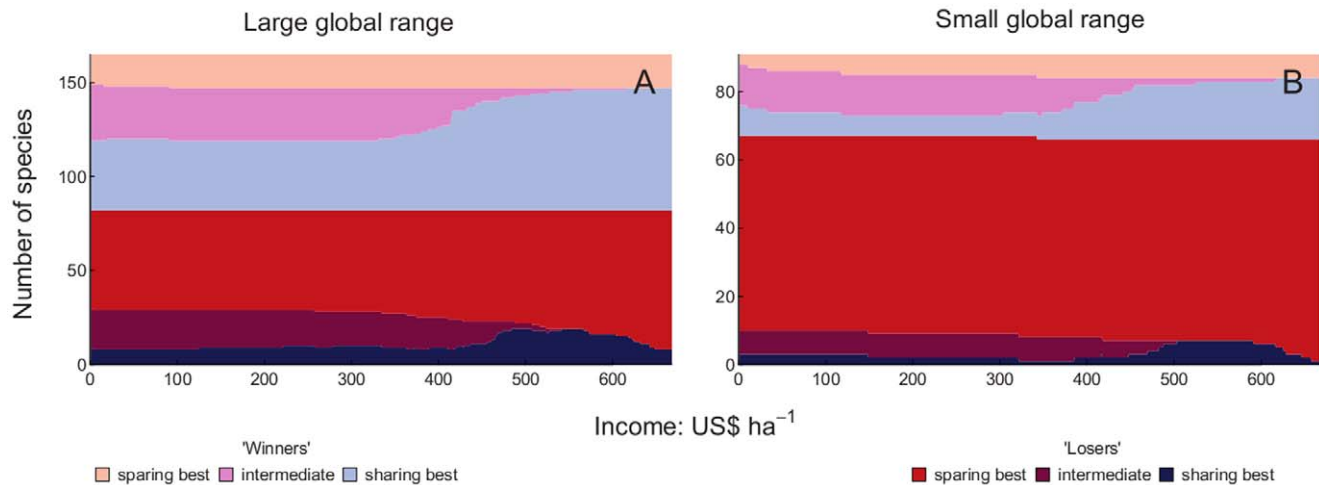 Large global range
Small global range
Number of species
A
150
100
50
0
0 100 200 300 400 500 600
B
80
60
40
20
0
0 100 200 300 400 500 600
Income: US$ ha⁻¹
'Winners'
sparing best intermediate sharing best
'Losers'
sparing best intermediate sharing best